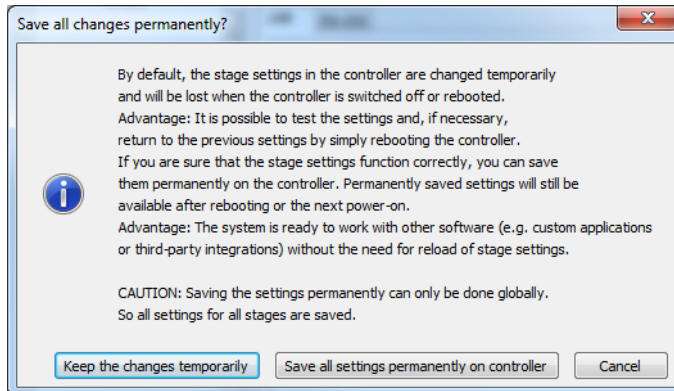 Save all changes permanently?
By default, the stage settings in the controller are changed temporarily
and will be lost when the controller is switched off or rebooted.
Advantage: It is possible to test the settings and, if necessary,
return to the previous settings by simply rebooting the controller.
If you are sure that the stage settings function correctly, you can save
them permanently on the controller. Permanently saved settings will still be
available after rebooting or the next power-on.
Advantage: The system is ready to work with other software (e.g. custom applications
or third-party integrations) without the need for reload of stage settings.
CAUTION: Saving the settings permanently can only be done globally.
So all settings for all stages are saved.
Keep the changes temporarily
Save all settings permanently on controller
Cancel